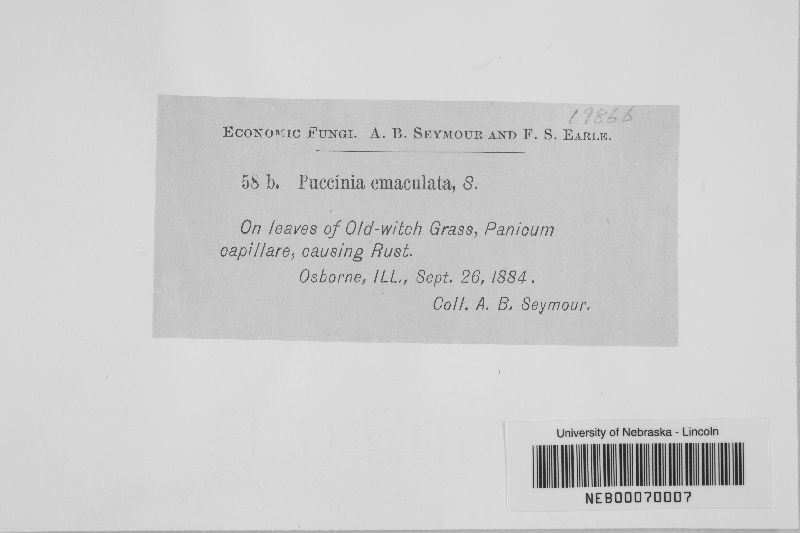 19866
ECONOMIC FUNGI. A. B. SEYMOUR AND F. S. EARLE.
58 b. Puccinia emaculata, S.
On leaves of Old-witch Grass, Panicum
capillare, causing Rust.
Osborne, ILL., Sept. 26, 1884.
Coll. A. B. Seymour.
University of Nebraska - Lincoln
NEB00070007